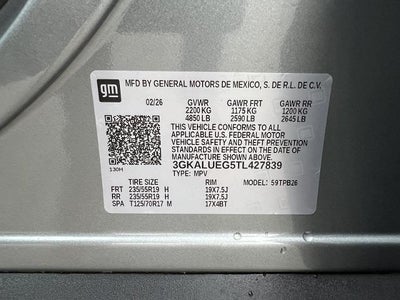 gm
MFD BY GENERAL MOTORS DE MEXICO, S. DE R.L. DE C.V.
02/26 GVWR GAWR FRT GAWR RR
2200 KG 1175 KG 1200 KG
4850 LB 2590 LB 2645 LB
THIS VEHICLE CONFORMS TO ALL
APPLICABLE U.S. FEDERAL MOTOR
VEHICLE SAFETY AND THEFT PREVENTION
STANDARDS IN EFFECT ON THE DATE OF
MANUFACTURE SHOWN ABOVE.
3GKALUEG5TL427839
130H TYPE: MPV
TIRE SIZE RIM MODEL: 59TPB26
FRT 235/55R19 H 19X7.5J
RR 235/55R19 H 19X7.5J
SPA T125/70R17 M 17X4BT